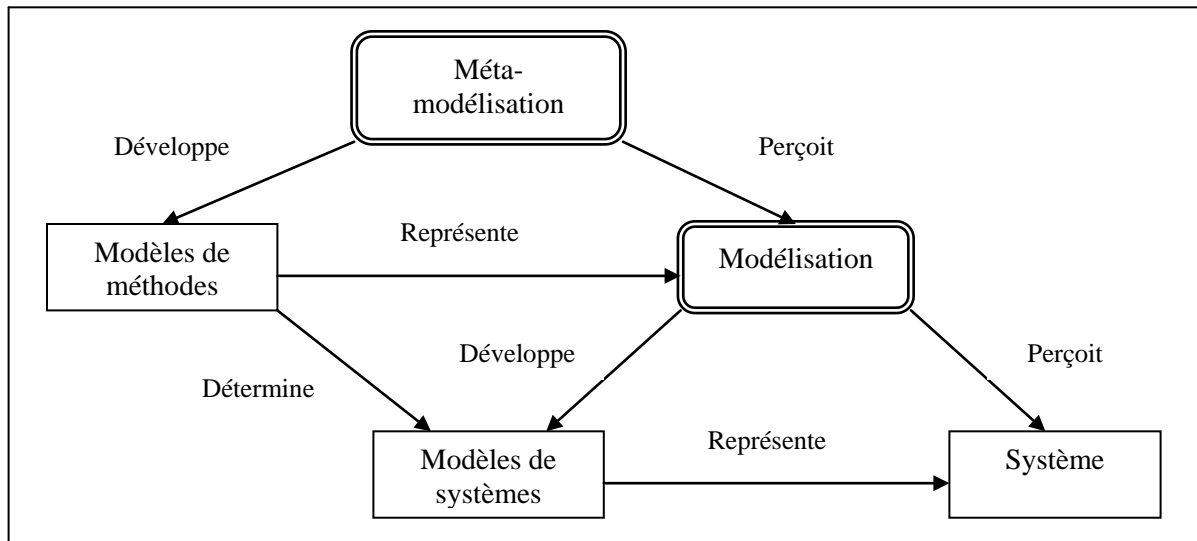 Méta-
modélisation
Développe
Perçoit
Modèles de
méthodes
Représente
Modélisation
Détermine
Développe
Perçoit
Modèles de
systèmes
Représente
Système